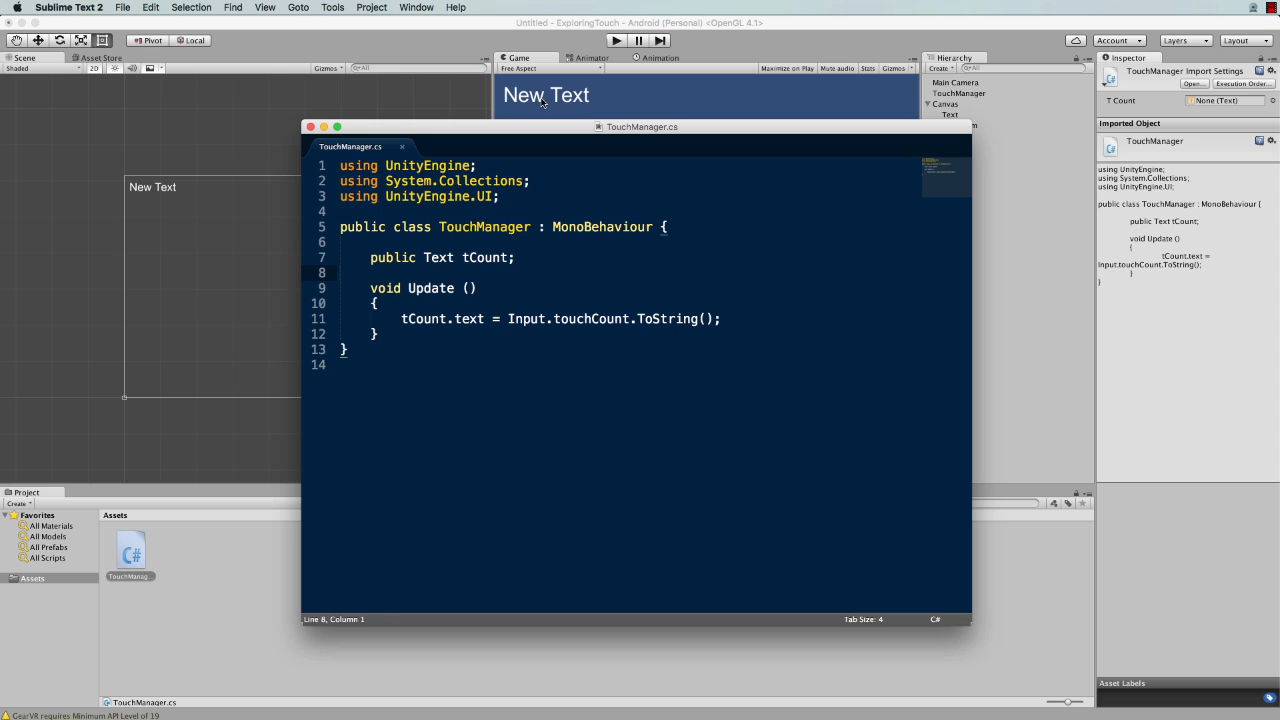 Sublime Text 2 File Edit Selection Find View Goto Tools Project Window Help
Untitled - ExploringTouch - Android (Personal) <OpenGL 4.1>
Pivot Local Account Layers Layout
Scene Asset Store Game Animator Animation Hierarchy Inspector
Shaded 2D Gizmos All Free Aspect Maximize on Play Mute audio Stats Gizmos Create All
TouchManager Import Settings
Open... Execution Order...
Main Camera
TouchManager
Canvas
Text
T Count None (Text)
Imported Object
TouchManager
using UnityEngine;
using System.Collections;
using UnityEngine.UI;
public class TouchManager : MonoBehaviour {
public Text tCount;
void Update ()
{
tCount.text =
Input.touchCount.ToString();
}
}
New Text
New Text
TouchManager.cs
TouchManager.cs
1 using UnityEngine;
2 using System.Collections;
3 using UnityEngine.UI;
4
5 public class TouchManager : MonoBehaviour {
6
7 public Text tCount;
8
9 void Update ()
10 {
11 tCount.text = Input.touchCount.ToString();
12 }
13 }
14
Line 8, Column 1 Tab Size: 4 C#
Project
Create
Favorites
All Materials
All Models
All Prefabs
All Scripts
Assets
Assets
C#
TouchManag...
TouchManager.cs
Asset Labels
GearVR requires Minimum API Level of 19